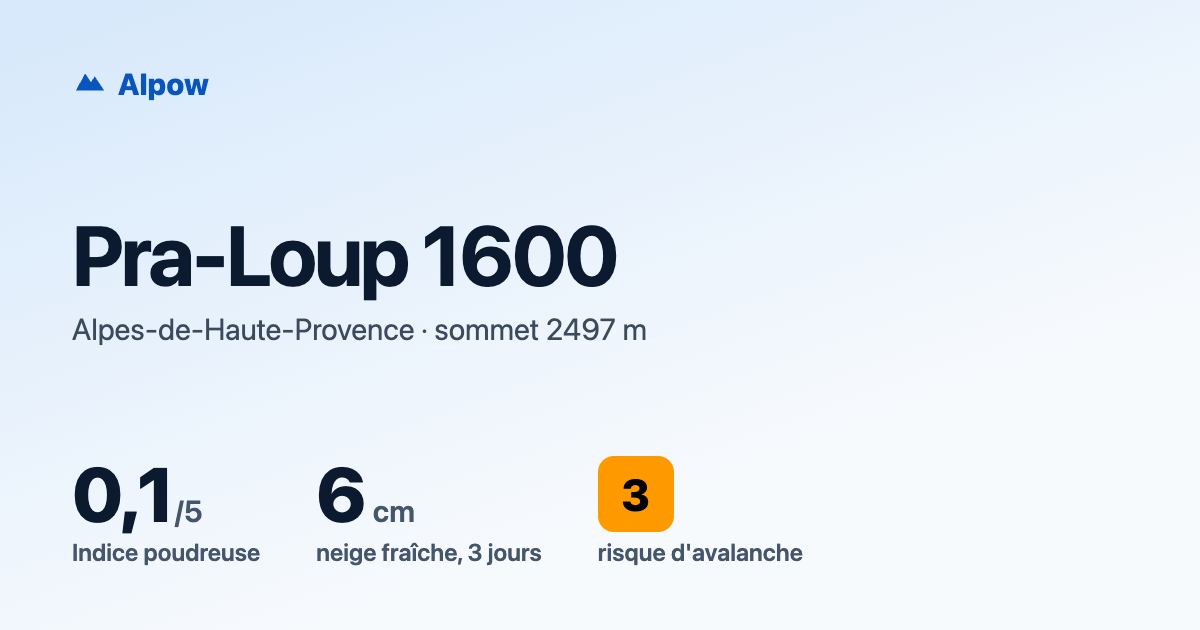 Alpow
Pra-Loup 1600
Alpes-de-Haute-Provence · sommet 2497 m
0,1/5
Indice poudreuse
6 cm
neige fraîche, 3 jours
3
risque d'avalanche